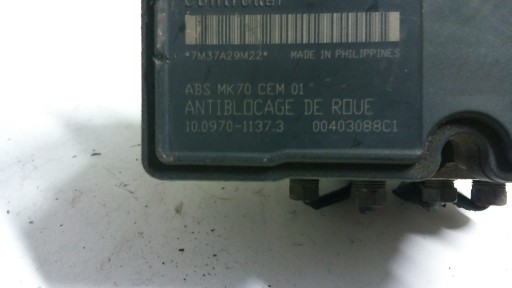 *7M37A29M22* MADE IN PHILIPPINES
ABS MK70 CEM 01
ANTIBLOCAGE DE ROUE
10.0970-1137.3 00403088C1